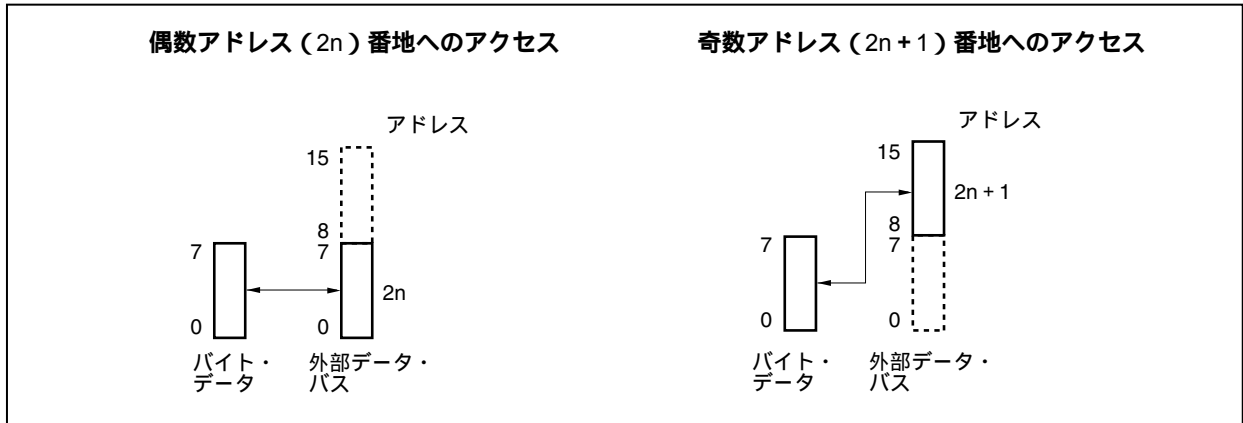 偶数アドレス（2n）番地へのアクセス
アドレス
15
8
7
7
2n
0
0
バイト・
データ
外部データ・
バス
奇数アドレス（2n＋1）番地へのアクセス
アドレス
15
2n＋1
8
7
7
0
0
バイト・
データ
外部データ・
バス